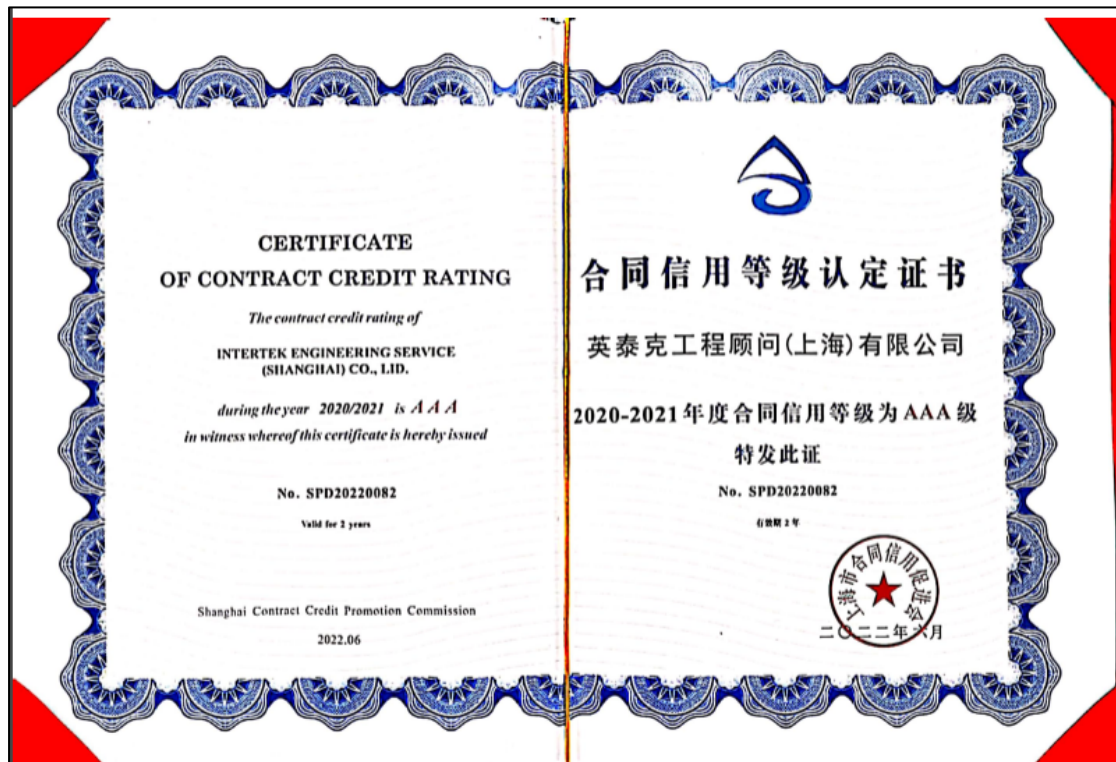 CERTIFICATE
OF CONTRACT CREDIT RATING
The contract credit rating of
INTERTEK ENGINEERING SERVICE
(SHANGHAI) CO., LID.
during the year 2020/2021 is AAA
in witness whereof this certificate is hereby issued
No. SPD20220082
Valid for 2 years
Shanghai Contract Credit Promotion Commission
2022.06
合同信用等级认定证书
英泰克工程顾问(上海)有限公司
2020-2021年度合同信用等级为AAA级
特发此证
No. SPD20220082
有效期2年
上海市合同信用促进会
二〇二二年六月